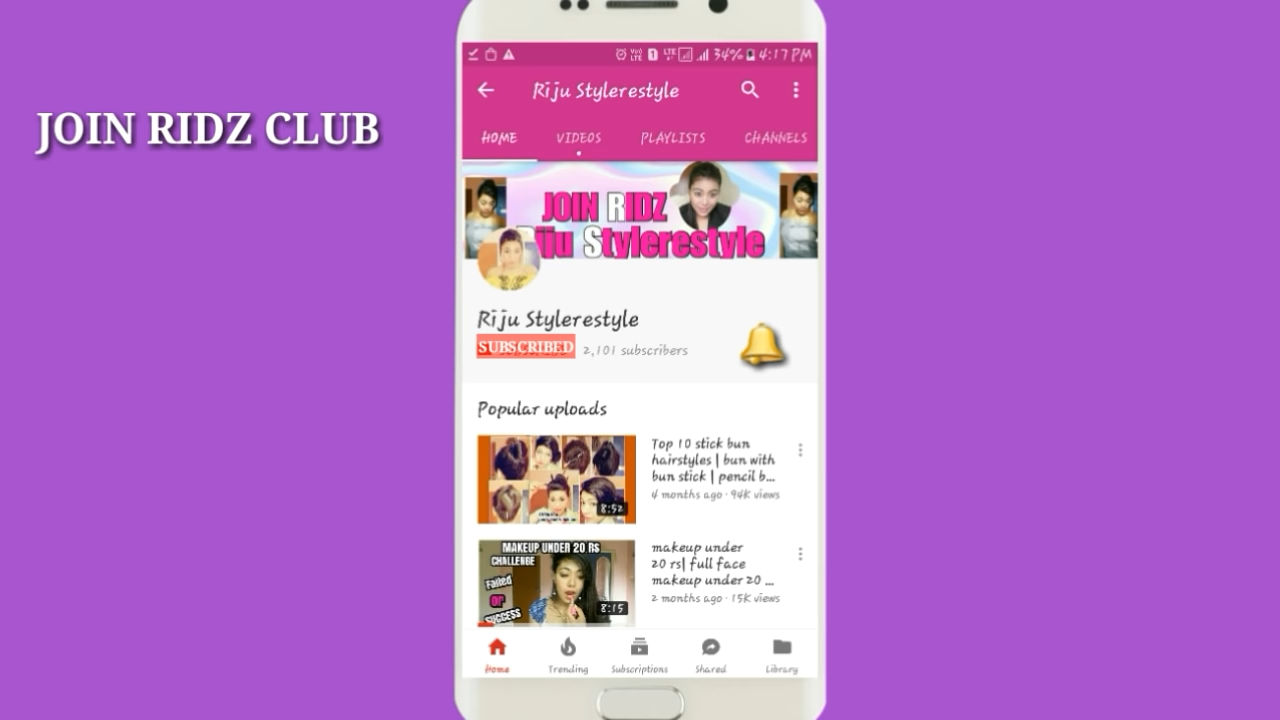 JOIN RIDZ CLUB
34% 4:17 PM
Riju Stylerestyle
HOME VIDEOS PLAYLISTS CHANNELS
JOIN RIDZ
Riju Stylerestyle
Riju Stylerestyle
SUBSCRIBED 2,101 subscribers
Popular uploads
Top 10 stick bun
hairstyles | bun with
bun stick | pencil b...
4 months ago · 94K views
8:52
MAKEUP UNDER 20 RS
CHALLENGE
Failed
OR
SUCCESS
8:15
makeup under
20 rs| full face
makeup under 20 ...
2 months ago · 15K views
Home Trending Subscriptions Shared Library